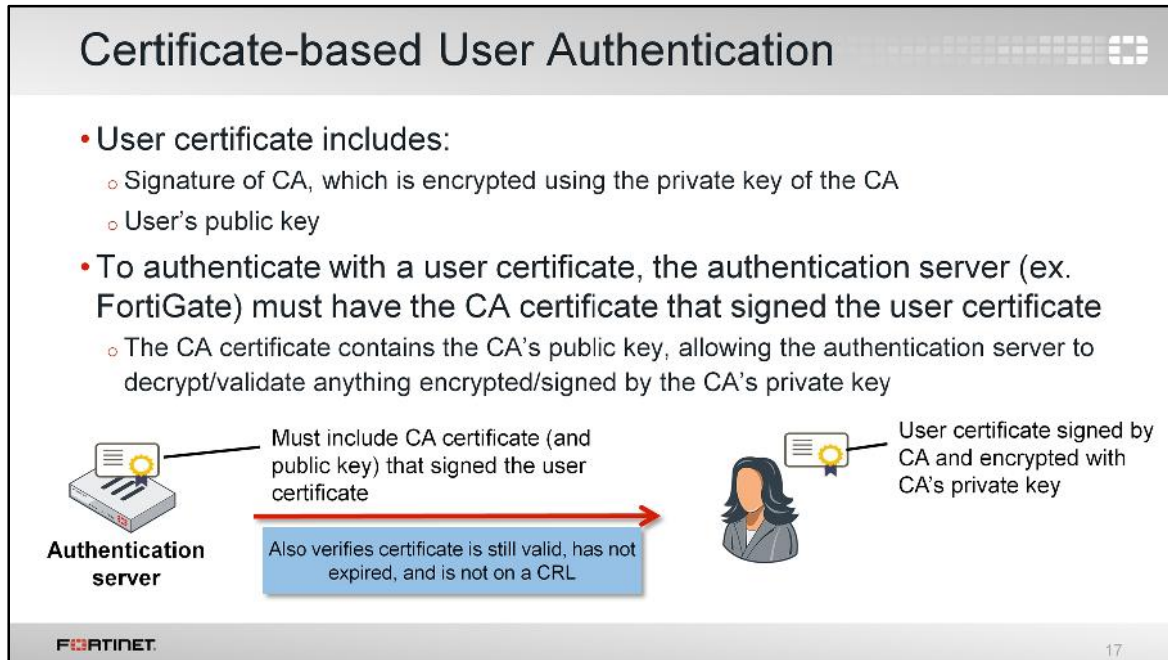 Certificate-based User Authentication
• User certificate includes:
o Signature of CA, which is encrypted using the private key of the CA
o User's public key
• To authenticate with a user certificate, the authentication server (ex.
FortiGate) must have the CA certificate that signed the user certificate
o The CA certificate contains the CA's public key, allowing the authentication server to
decrypt/validate anything encrypted/signed by the CA's private key
Must include CA certificate (and
public key) that signed the user
certificate
User certificate signed by
CA and encrypted with
CA's private key
Authentication
server
Also verifies certificate is still valid, has not
expired, and is not on a CRL
FORTINET.
17